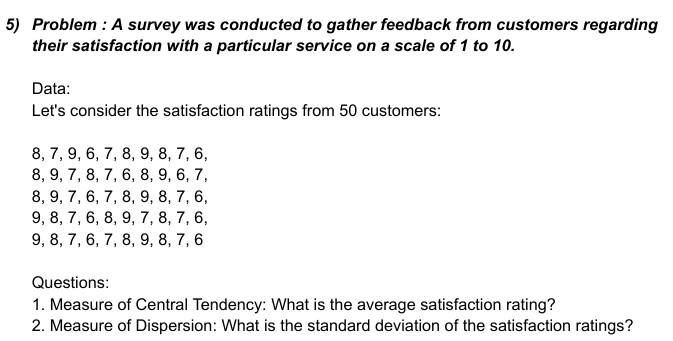 5) Problem : A survey was conducted to gather feedback from customers regarding
their satisfaction with a particular service on a scale of 1 to 10.
Data:
Let's consider the satisfaction ratings from 50 customers:
8, 7, 9, 6, 7, 8, 9, 8, 7, 6,
8, 9, 7, 8, 7, 6, 8, 9, 6, 7,
8, 9, 7, 6, 7, 8, 9, 8, 7, 6,
9, 8, 7, 6, 8, 9, 7, 8, 7, 6,
9, 8, 7, 6, 7, 8, 9, 8, 7, 6
Questions:
1. Measure of Central Tendency: What is the average satisfaction rating?
2. Measure of Dispersion: What is the standard deviation of the satisfaction ratings?